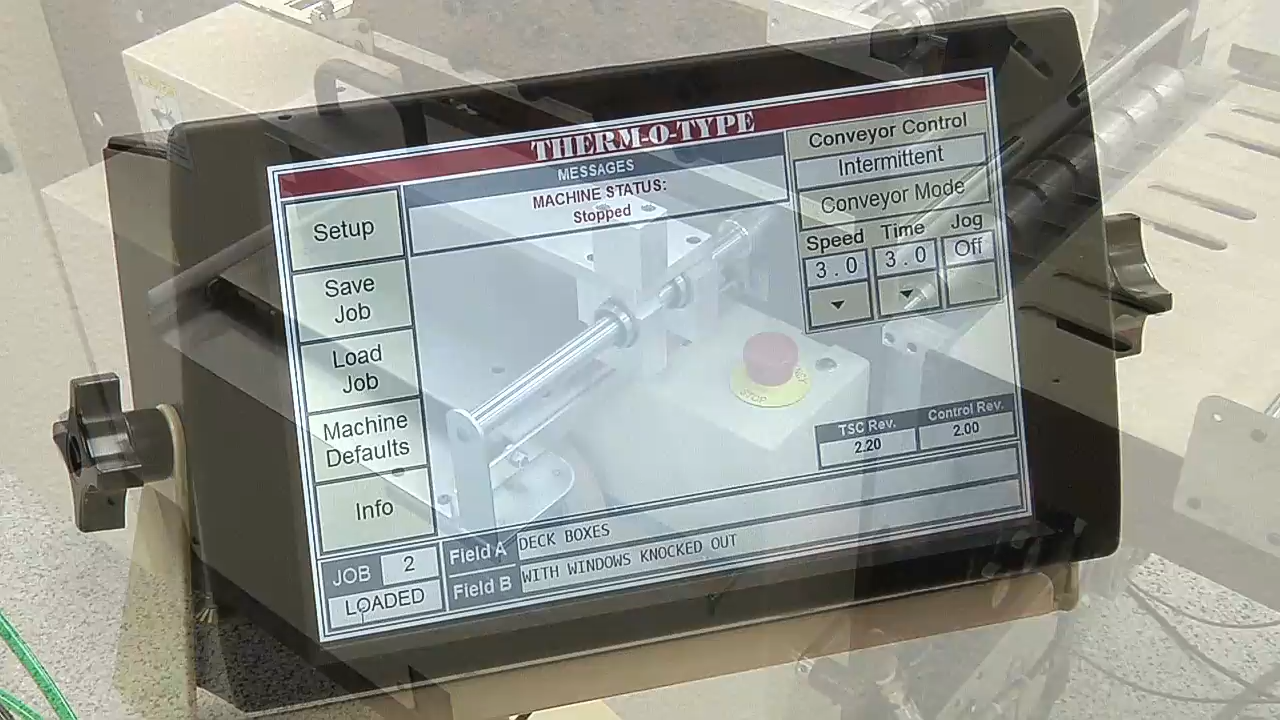 THERM-O-TYPE
MESSAGES
MACHINE STATUS:
Stopped
Setup
Save
Job
Load
Job
Machine
Defaults
Info
JOB 2
LOADED
Conveyor Control
Intermittent
Conveyor Mode
Speed Time Jog
3.0 3.0 Off
TSC Rev. Control Rev.
2.20 2.00
Field A DECK BOXES
Field B WITH WINDOWS KNOCKED OUT
STOP